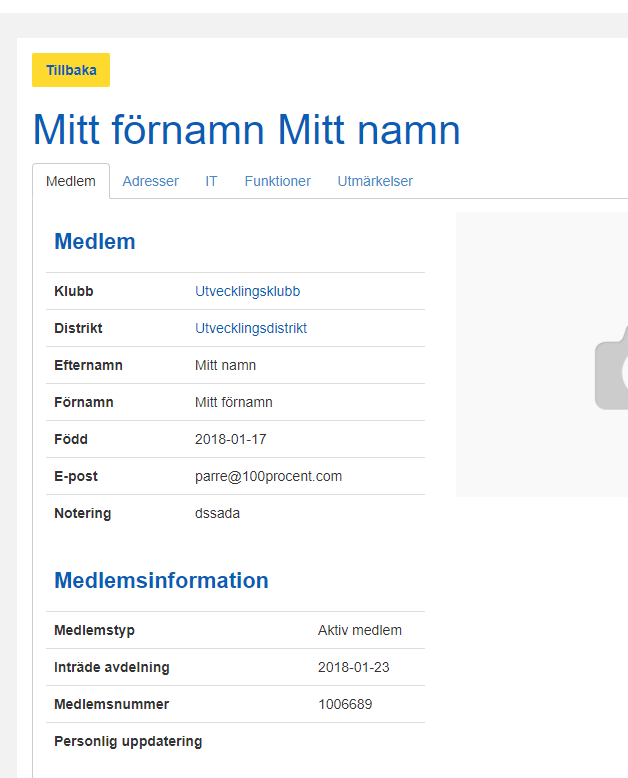 Tillbaka
Mitt förnamn Mitt namn
Medlem Adresser IT Funktioner Utmärkelser
Medlem
Klubb Utvecklingsklubb
Distrikt Utvecklingsdistrikt
Efternamn Mitt namn
Förnamn Mitt förnamn
Född 2018-01-17
E-post parre@100procent.com
Notering dssada
Medlemsinformation
Medlemstyp Aktiv medlem
Inträde avdelning 2018-01-23
Medlemsnummer 1006689
Personlig uppdatering